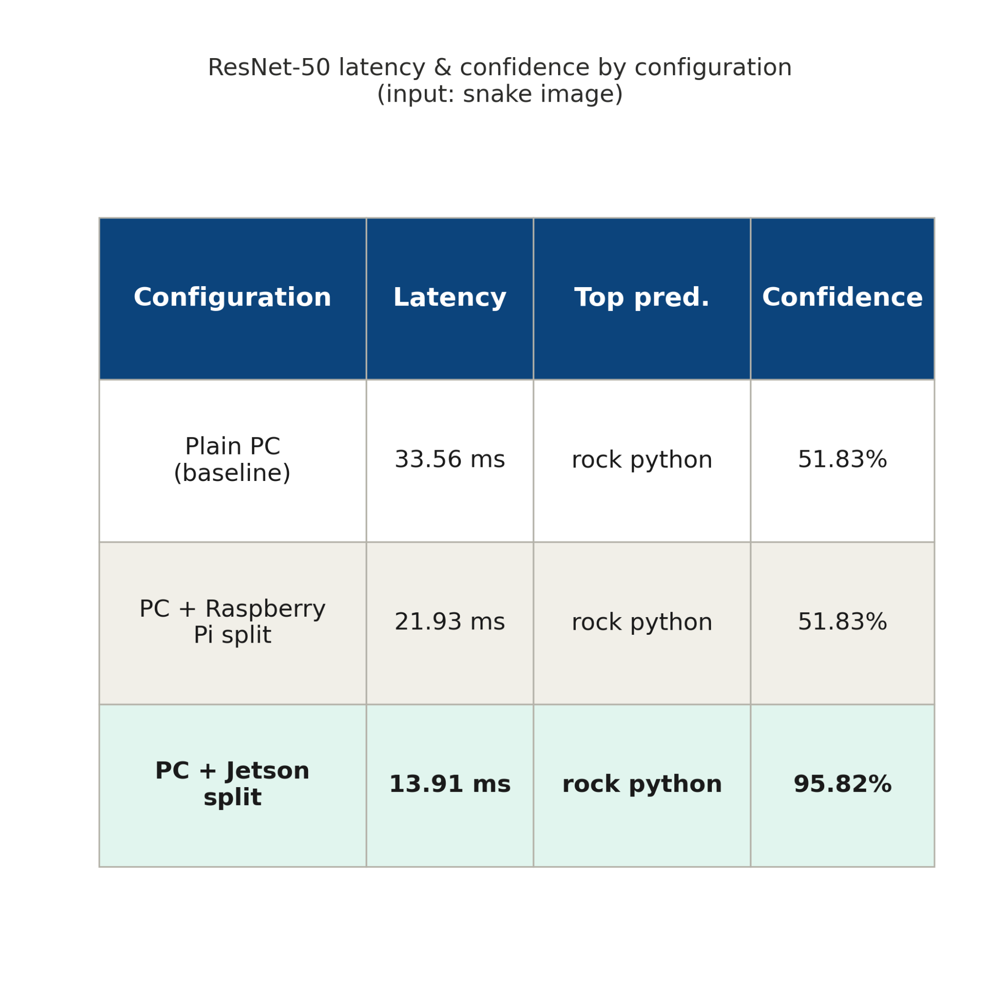 ResNet-50 latency & confidence by configuration
(input: snake image)
Configuration Latency Top pred. Confidence
Plain PC
(baseline) 33.56 ms rock python 51.83%
PC + Raspberry
Pi split 21.93 ms rock python 51.83%
PC + Jetson
split 13.91 ms rock python 95.82%